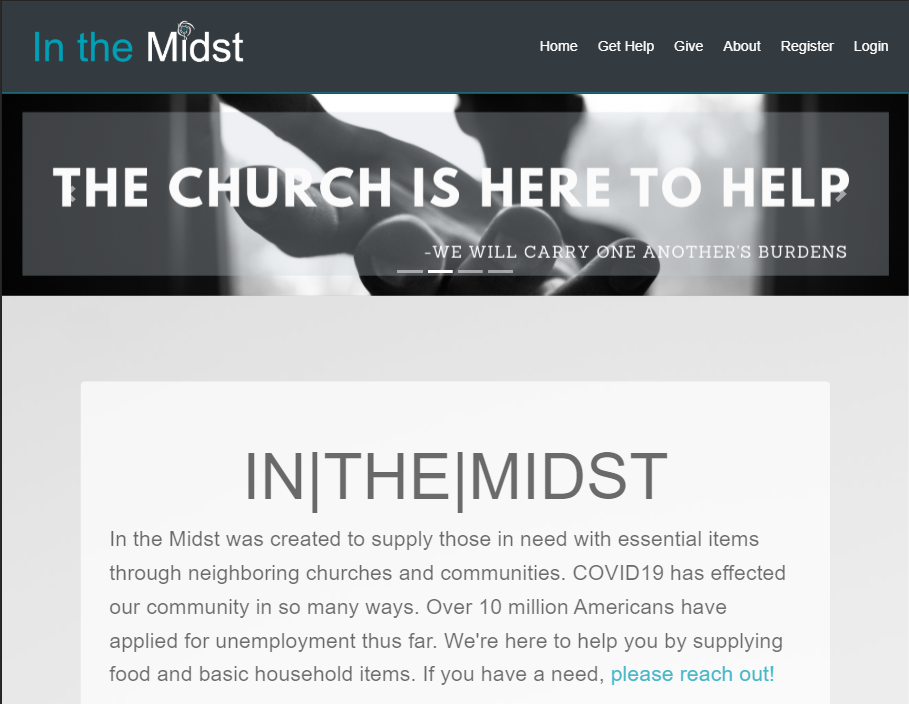 In the Midst
Home Get Help Give About Register Login
THE CHURCH IS HERE TO HELP
-WE WILL CARRY ONE ANOTHER'S BURDENS
IN|THE|MIDST
In the Midst was created to supply those in need with essential items
through neighboring churches and communities. COVID19 has effected
our community in so many ways. Over 10 million Americans have
applied for unemployment thus far. We're here to help you by supplying
food and basic household items. If you have a need, please reach out!